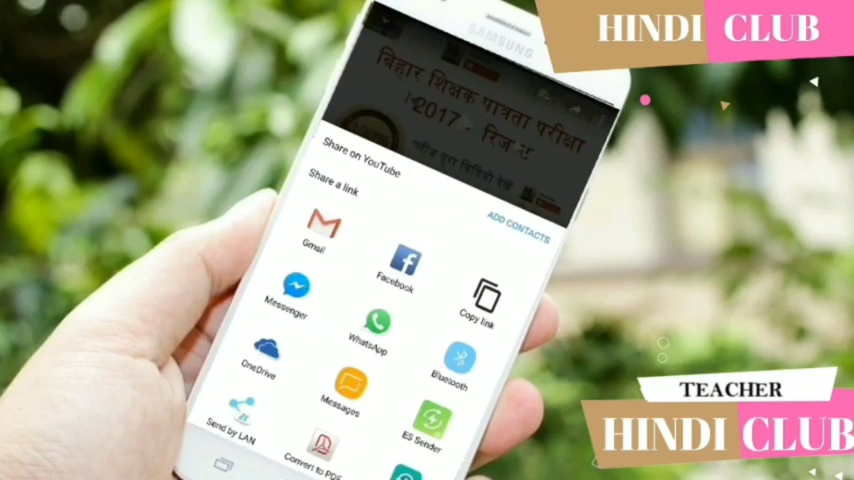 HINDI CLUB
SAMSUNG
बिहार शिक्षक पात्रता परीक्षा
2017 - रिजल्ट
Share on YouTube
Share a link
ADD CONTACTS
Gmail
Facebook
Copy link
Messenger
WhatsApp
Bluetooth
OneDrive
Messages
ES Sender
Send by LAN
Convert to PDF
TEACHER
HINDI CLUB